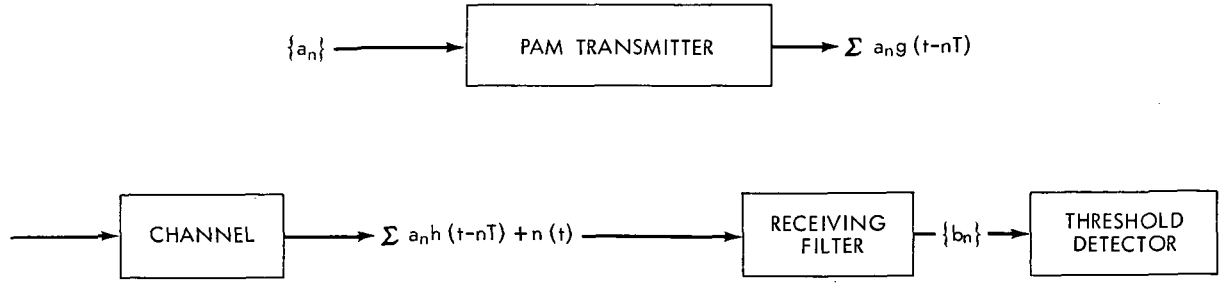 {aₙ} PAM TRANSMITTER Σ aₙg (t-nT)
CHANNEL Σ aₙh (t-nT) + n (t) RECEIVING FILTER {bₙ} THRESHOLD DETECTOR